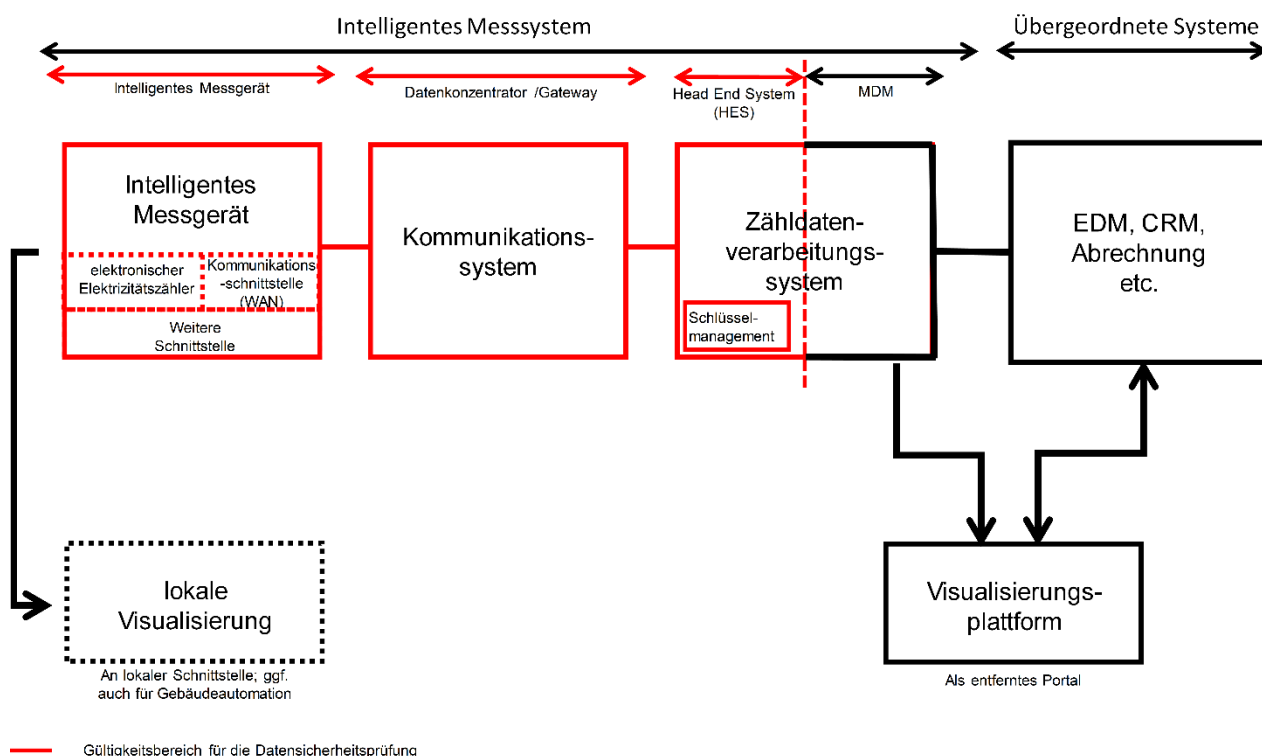 Intelligentes Messsystem
Übergeordnete Systeme
Intelligentes Messgerät
Datenkonzentrator /Gateway
Head End System
(HES)
MDM
Intelligentes
Messgerät
elektronischer
Elektrizitätszähler
Kommunikations
-schnittstelle
(WAN)
Weitere
Schnittstelle
Kommunikations-
system
Zähldaten-
verarbeitungs-
system
Schlüssel-
management
EDM, CRM,
Abrechnung
etc.
lokale
Visualisierung
An lokaler Schnittstelle; ggf.
auch für Gebäudeautomation
Visualisierungs-
plattform
Als entferntes Portal
Gültigkeitsbereich für die Datensicherheitsprüfung